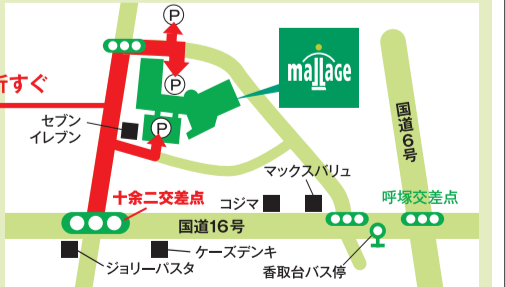 P
mallage
折すぐ
P
国道6号
セブン
イレブン
P
マックスバリュ
十余二交差点
コジマ
呼塚交差点
国道16号
ケーズデンキ
ジョリーパスタ
香取台バス停